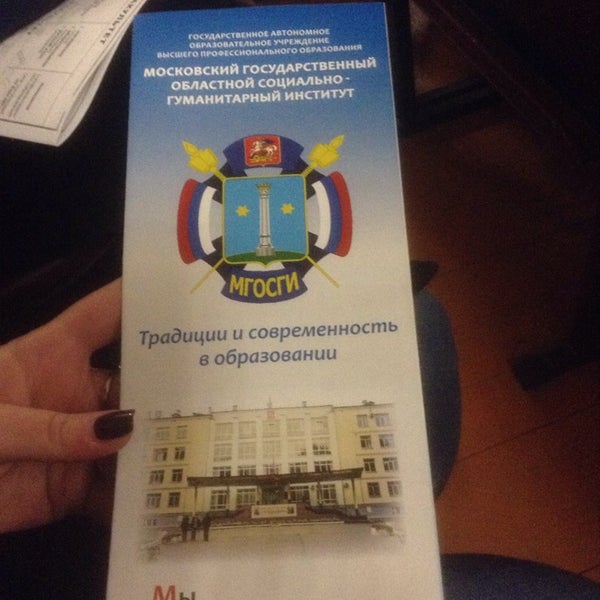 ГОСУДАРСТВЕННОЕ АВТОНОМНОЕ
ОБРАЗОВАТЕЛЬНОЕ УЧРЕЖДЕНИЕ
ВЫСШЕГО ПРОФЕССИОНАЛЬНОГО ОБРАЗОВАНИЯ
МОСКОВСКИЙ ГОСУДАРСТВЕННЫЙ
ОБЛАСТНОЙ СОЦИАЛЬНО-
ГУМАНИТАРНЫЙ ИНСТИТУТ
МГОСГИ
Традиции и современность
в образовании
Мы